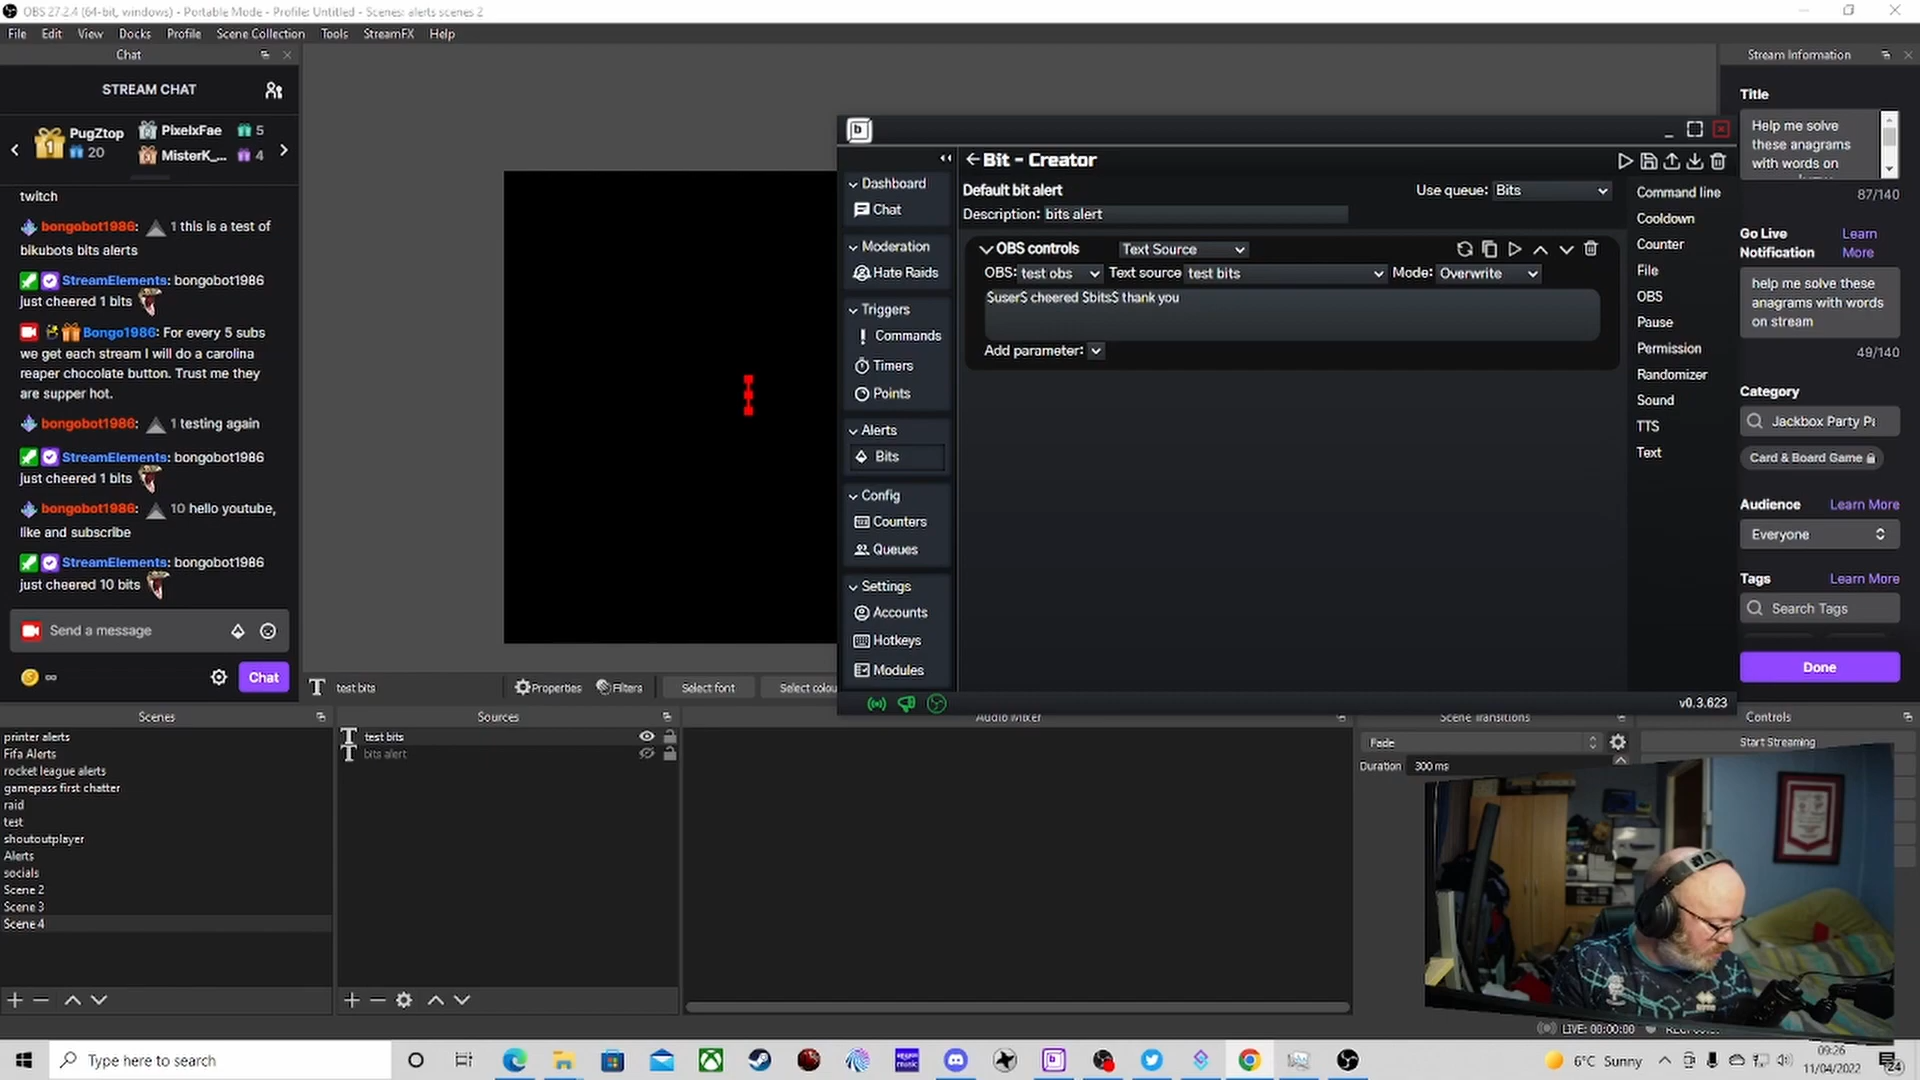 OBS 27.2.4 (64-bit, windows) - Portable Mode - Profile: Untitled - Scenes: alerts scenes 2
File Edit View Docks Profile Scene Collection Tools StreamFX Help
Chat
STREAM CHAT
PugZtop
20
PixelxFae 5
MisterK_... 4
twitch
bongobot1986: 1 this is a test of
bikubots bits alerts
StreamElements: bongobot1986
just cheered 1 bits
Bongo1986: For every 5 subs
we get each stream I will do a carolina
reaper chocolate button. Trust me they
are supper hot.
bongobot1986: 1 testing again
StreamElements: bongobot1986
just cheered 1 bits
bongobot1986: 10 hello youtube,
like and subscribe
StreamElements: bongobot1986
just cheered 10 bits
Send a message
Chat
Bit - Creator
Default bit alert
Use queue: Bits
Description: bits alert
OBS controls Text Source
OBS: test obs Text source test bits Mode: Overwrite
$user$ cheered $bits$ thank you
Add parameter:
Dashboard
Chat
Moderation
Hate Raids
Triggers
Commands
Timers
Points
Alerts
Bits
Config
Counters
Queues
Settings
Accounts
Hotkeys
Modules
Command line
Cooldown
Counter
File
OBS
Pause
Permission
Randomizer
Sound
TTS
Text
v0.3.623
Stream Information
Title
Help me solve
these anagrams
with words on
87/140
Go Live
Notification
Learn
More
help me solve these
anagrams with words
on stream
49/140
Category
Jackbox Party P
Card & Board Game
Audience Learn More
Everyone
Tags Learn More
Search Tags
Done
test bits Properties Filters Select font Select colou
Scenes
printer alerts
Fifa Alerts
rocket league alerts
gamepass first chatter
raid
test
shoutoutplayer
Alerts
socials
Scene 2
Scene 3
Scene 4
Sources
test bits
bits alert
Audio Mixer
Scene Transitions
Fade
Duration 300 ms
Controls
Start Streaming
LIVE: 00:00:00
Type here to search
6°C Sunny
09:26
11/04/2022
24